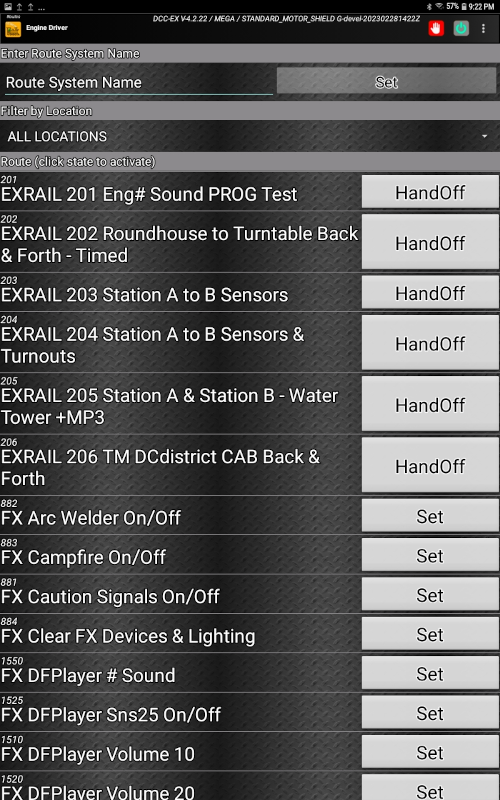 57% 9:22 PM
Routes
Engine Driver
DCC-EX V-4.2.22 / MEGA / STANDARD_MOTOR_SHIELD G-devel-202302281422Z
Enter Route System Name
Route System Name
Set
Filter by Location
ALL LOCATIONS
Route (click state to activate)
201
EXRAIL 201 Eng# Sound PROG Test
HandOff
202
EXRAIL 202 Roundhouse to Turntable Back
& Forth - Timed
HandOff
203
EXRAIL 203 Station A to B Sensors
HandOff
204
EXRAIL 204 Station A to B Sensors &
Turnouts
HandOff
205
EXRAIL 205 Station A & Station B - Water
Tower +MP3
HandOff
206
EXRAIL 206 TM DCdistrict CAB Back &
Forth
HandOff
882
FX Arc Welder On/Off
Set
883
FX Campfire On/Off
Set
881
FX Caution Signals On/Off
Set
884
FX Clear FX Devices & Lighting
Set
1550
FX DFPlayer # Sound
Set
1525
FX DFPlayer Sns25 On/Off
Set
1510
FX DFPlayer Volume 10
Set
1520
FX DFPlayer Volume 20
Set